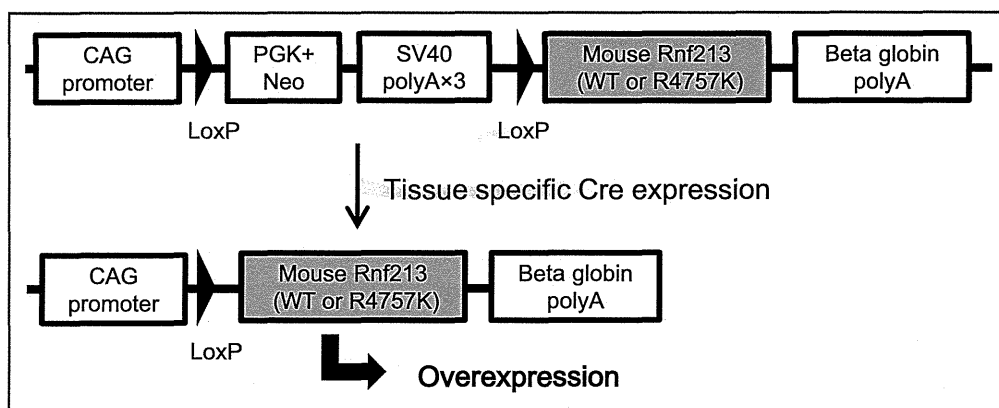 CAG
promoter
PGK+
Neo
SV40
polyA×3
Mouse Rnf213
(WT or R4757K)
Beta globin
polyA
LoxP
LoxP
Tissue specific Cre expression
CAG
promoter
Mouse Rnf213
(WT or R4757K)
Beta globin
polyA
LoxP
Overexpression